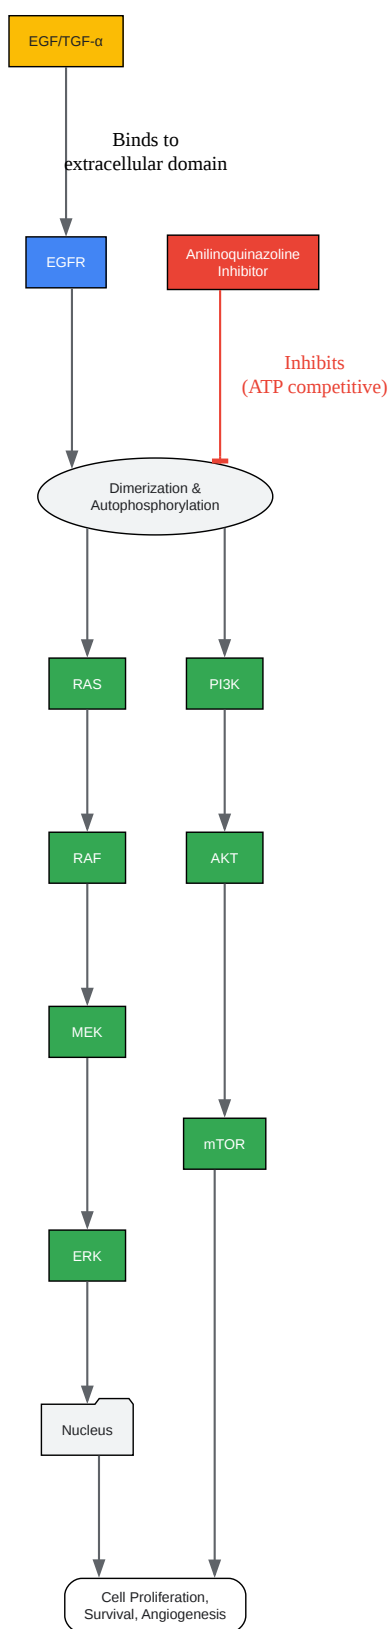 EGF/TGF-α
Binds to
extracellular domain
EGFR
Anilinoquinazoline
Inhibitor
Inhibits
(ATP competitive)
Dimerization &
Autophosphorylation
RAS
PI3K
RAF
AKT
MEK
mTOR
ERK
Nucleus
Cell Proliferation,
Survival, Angiogenesis